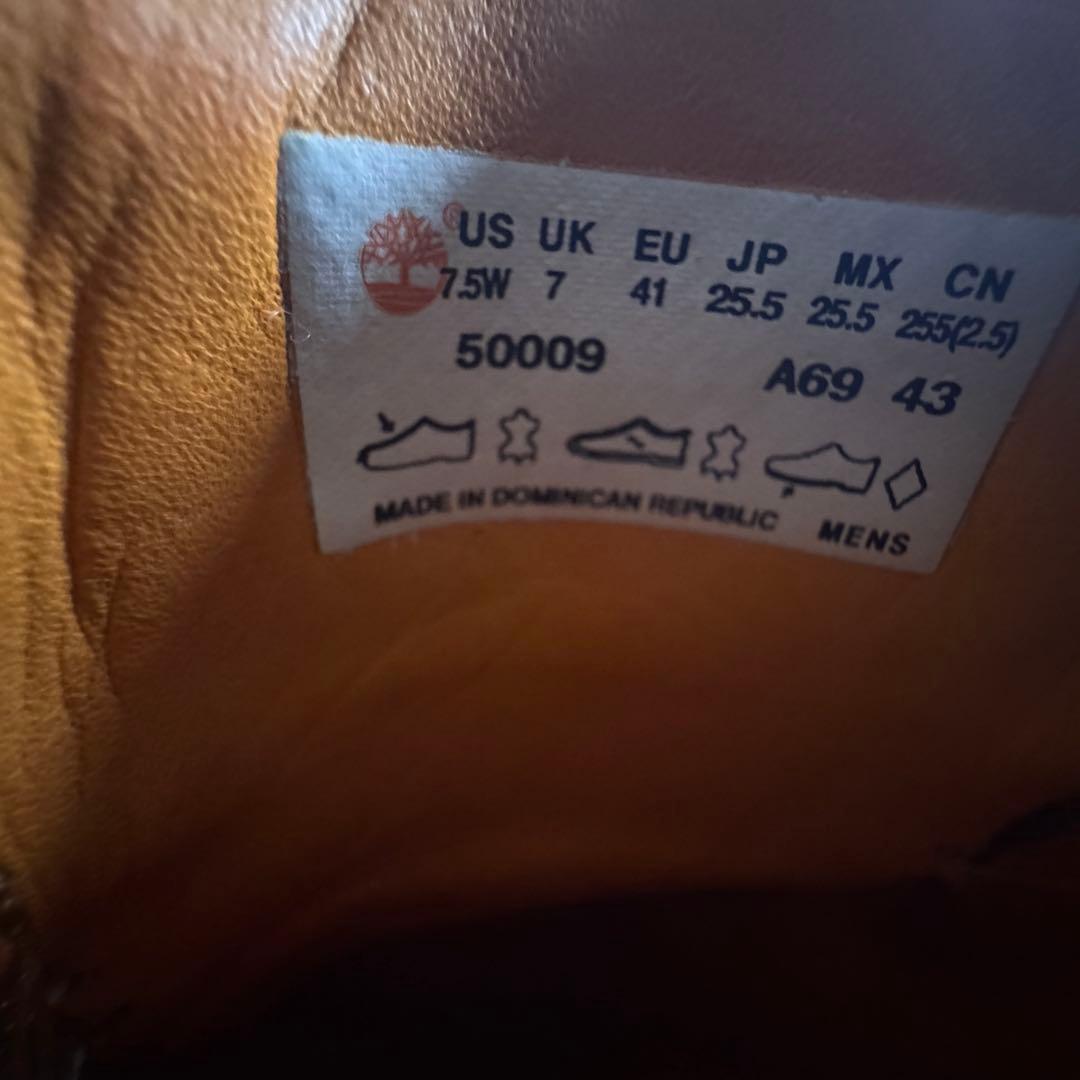 ® US UK EU JP MX CN
7.5W 7 41 25.5 25.5 255(2.5)
50009 A69 43
MADE IN DOMINICAN REPUBLIC MENS